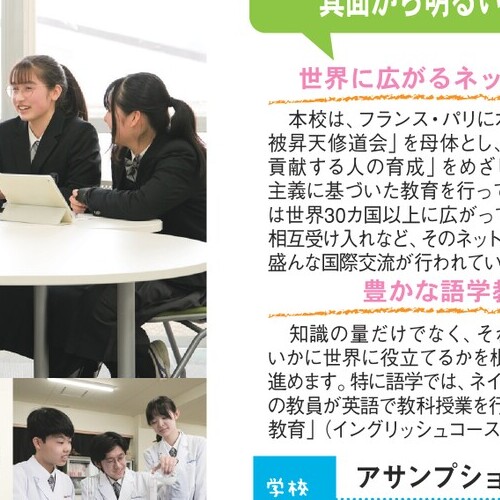 箕面から明るい
世界に広がるネッ
本校は、フランス・パリに
被昇天修道会」を母体とし、
貢献する人の育成」をめざ
主義に基づいた教育を行って
は世界30カ国以上に広がっ
相互受け入れなど、そのネット
盛んな国際交流が行われてい
豊かな語学
知識の量だけでなく、そ
いかに世界に役立てるかを
進めます。特に語学では、ネイ
の教員が英語で教科授業を行
教育」（イングリッシュコース
学校
アサンプショ